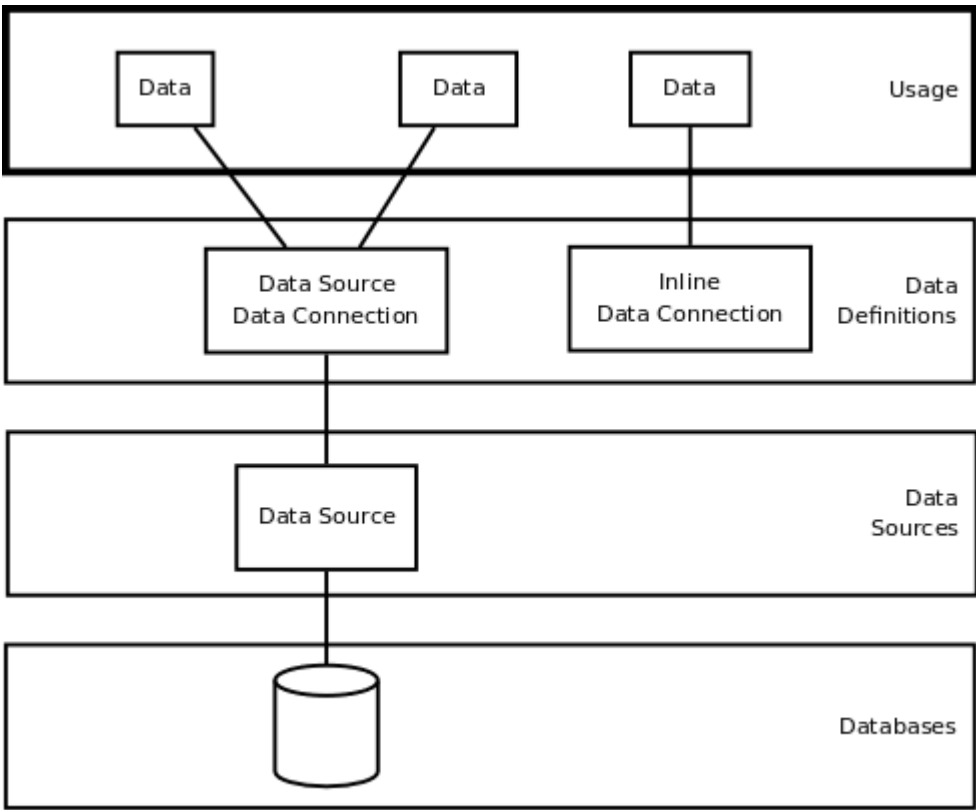 Data
Data
Data
Usage
Data Source
Data Connection
Inline
Data Connection
Data
Definitions
Data Source
Data
Sources
Databases